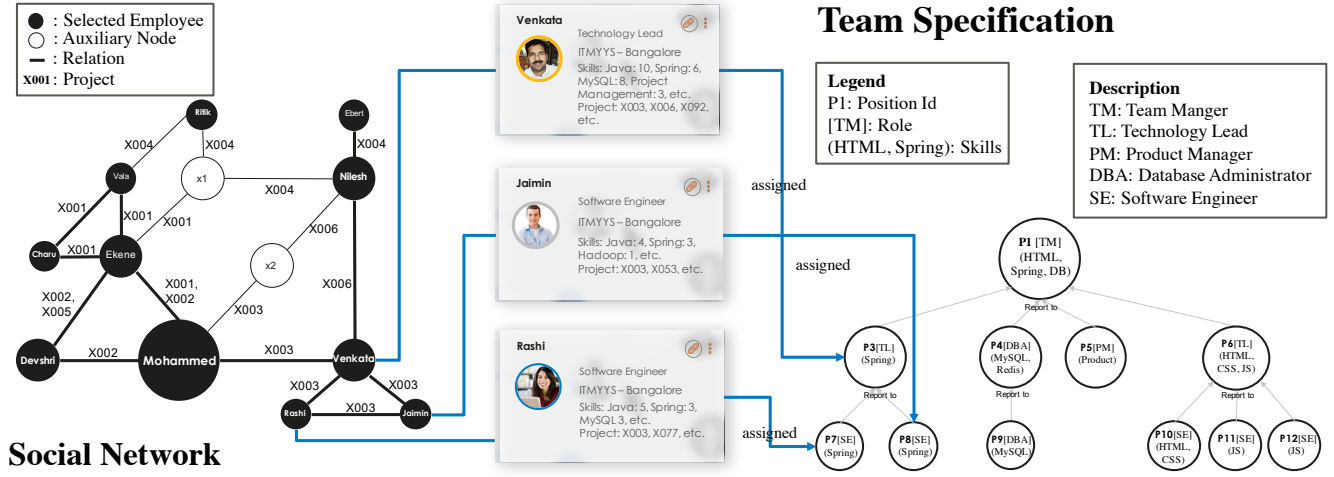 : Selected Employee
: Auxiliary Node
: Relation
X001 : Project
Ritik
Ebert
X004
X004
X004
Vala
x1
Nilesh
X004
X001
X001
X001
X006
Charu
X001
Ekene
x2
X002,
X005
X001,
X002
X003
X006
Devshri
X002
Mohammed
X003
Venkata
X003
X003
Rashi
X003
Jaimin
Social Network
Venkata
Technology Lead
ITMYYS – Bangalore
Skills: Java: 10, Spring: 6,
MySQL: 8, Project
Management: 3, etc.
Project: X003, X006, X092,
etc.
Jaimin
Software Engineer
ITMYYS – Bangalore
Skills: Java: 4, Spring: 3,
Hadoop: 1, etc.
Project: X003, X053, etc.
Rashi
Software Engineer
ITMYYS – Bangalore
Skills: Java: 5, Spring: 3,
MySQL 3, etc.
Project: X003, X077, etc.
Team Specification
Legend
P1: Position Id
[TM]: Role
(HTML, Spring): Skills
Description
TM: Team Manger
TL: Technology Lead
PM: Product Manager
DBA: Database Administrator
SE: Software Engineer
assigned
assigned
assigned
P1 [TM]
(HTML,
Spring, DB)
Report to
P3[TL]
(Spring)
P4[DBA]
(MySQL,
Redis)
P5[PM]
(Product)
P6[TL]
(HTML,
CSS, JS)
Report to
Report to
Report to
P7[SE]
(Spring)
P8[SE]
(Spring)
P9[DBA]
(MySQL)
P10[SE]
(HTML,
CSS)
P11[SE]
(JS)
P12[SE]
(JS)